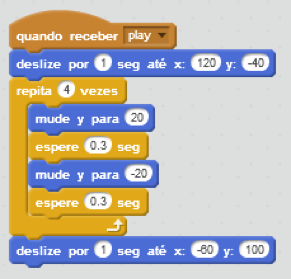 quando receber play
deslize por 1 seg até x: 120 y: -40
repita 4 vezes
mude y para 20
espere 0.3 seg
mude y para -20
espere 0.3 seg
deslize por 1 seg até x: -60 y: 100